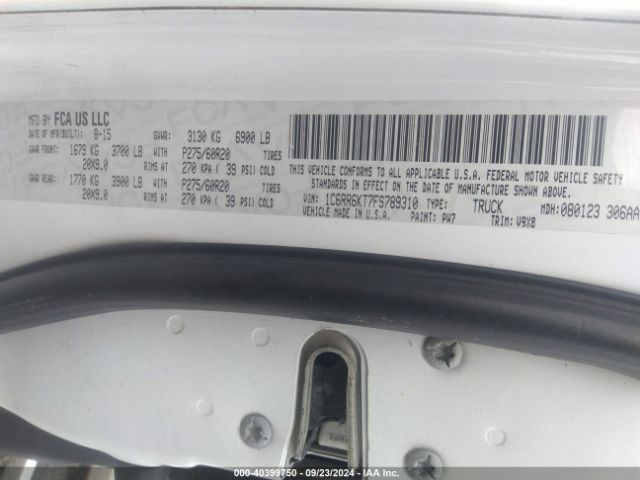 MFD BY FCA US LLC
DATE OF MFR(BUILT): 8-15 GVWR: 3130 KG 6900 LB
GAWR FRONT: 1679 KG 3700 LB P275/60R20 TIRES
20X9.0 RIMS AT 270 KPA ( 39 PSI) COLD
GAWR REAR: 1770 KG 3900 LB P275/60R20 TIRES
20X9.0 RIMS AT 270 KPA ( 39 PSI) COLD
THIS VEHICLE CONFORMS TO ALL APPLICABLE U.S.A. FEDERAL MOTOR VEHICLE SAFETY
STANDARDS IN EFFECT ON THE DATE OF MANUFACTURE SHOWN ABOVE.
VIN: 1C6RR6KT7FS789310 TYPE: TRUCK MDH: 080123 306AA
VEHICLE MADE IN U.S.A. PAINT: PW7 TRIM: V9X8
000-40399750 - 09/23/2024 - IAA Inc.